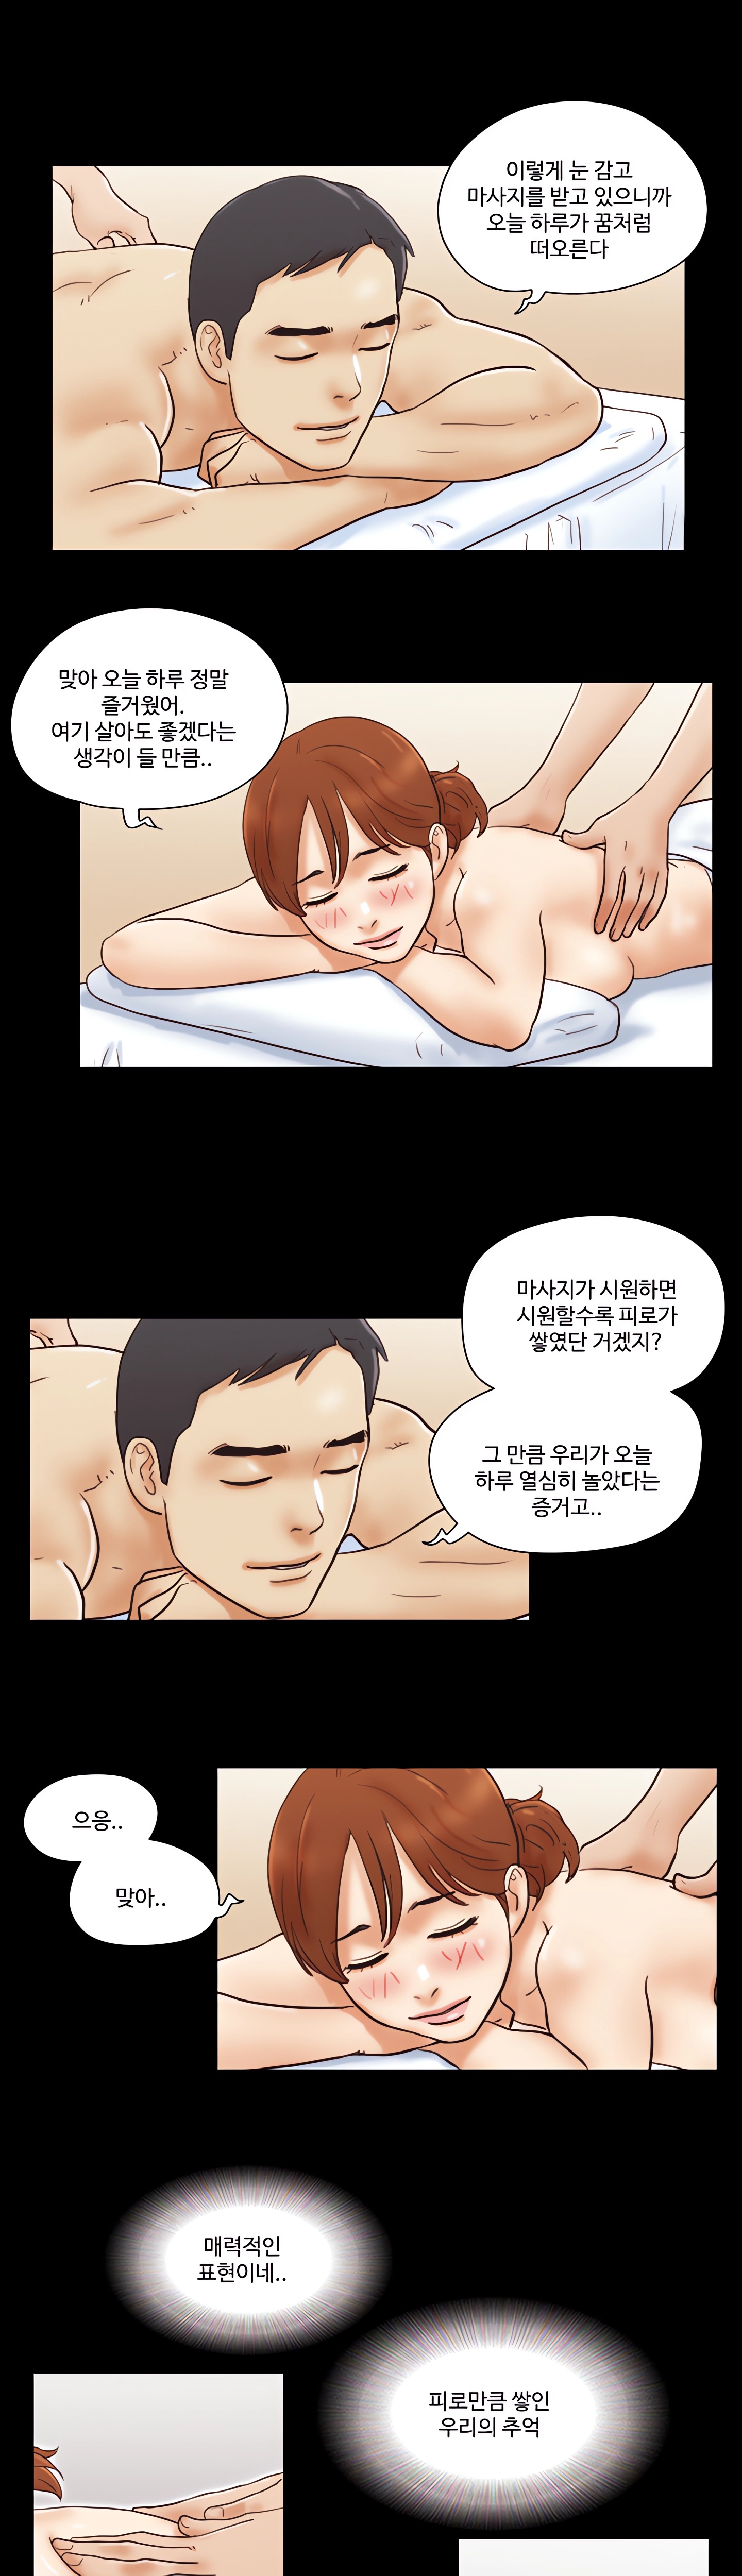 이렇게 눈 감고
마사지를 받고 있으니까
오늘 하루가 꿈처럼
떠오른다
맞아 오늘 하루 정말
즐거웠어.
여기 살아도 좋겠다는
생각이 들 만큼..
마사지가 시원하면
시원할수록 피로가
쌓였단 거겠지?
그 만큼 우리가 오늘
하루 열심히 놀았다는
증거고..
으응..
맞아..
매력적인
표현이네..
피로만큼 쌓인
우리의 추억